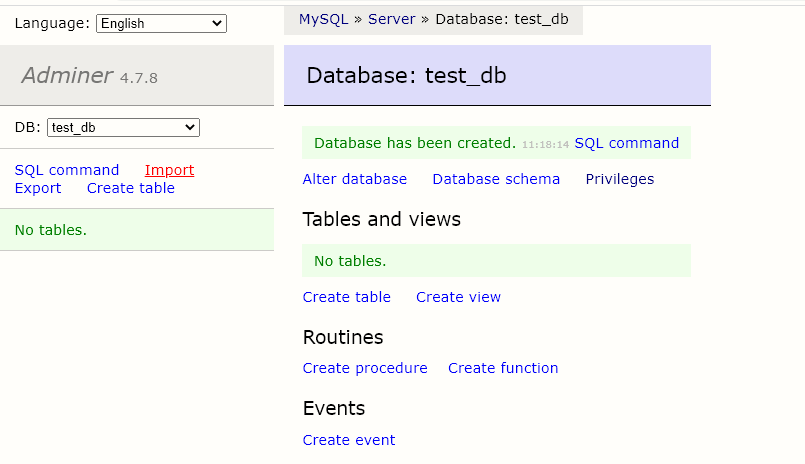 Language: English
MySQL » Server » Database: test_db
Adminer 4.7.8
Database: test_db
DB: test_db
SQL command Import
Export Create table
No tables.
Database has been created. 11:18:14 SQL command
Alter database Database schema Privileges
Tables and views
No tables.
Create table Create view
Routines
Create procedure Create function
Events
Create event